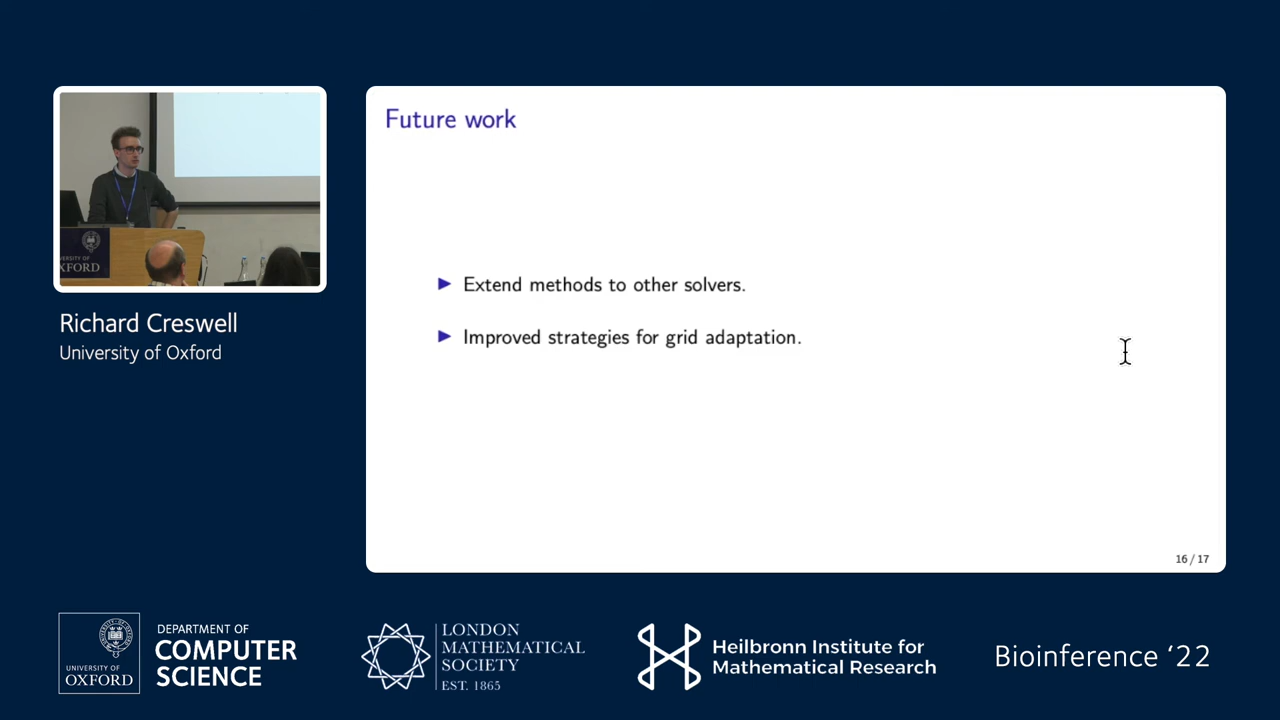 Future work
VERSITY OF
XFORD
Richard Creswell
University of Oxford
▶ Extend methods to other solvers.
▶ Improved strategies for grid adaptation.
16 / 17
UNIVERSITY OF
OXFORD
DEPARTMENT OF
COMPUTER
SCIENCE
LONDON
MATHEMATICAL
SOCIETY
EST. 1865
Heilbronn Institute for
Mathematical Research
Bioinference ‘22